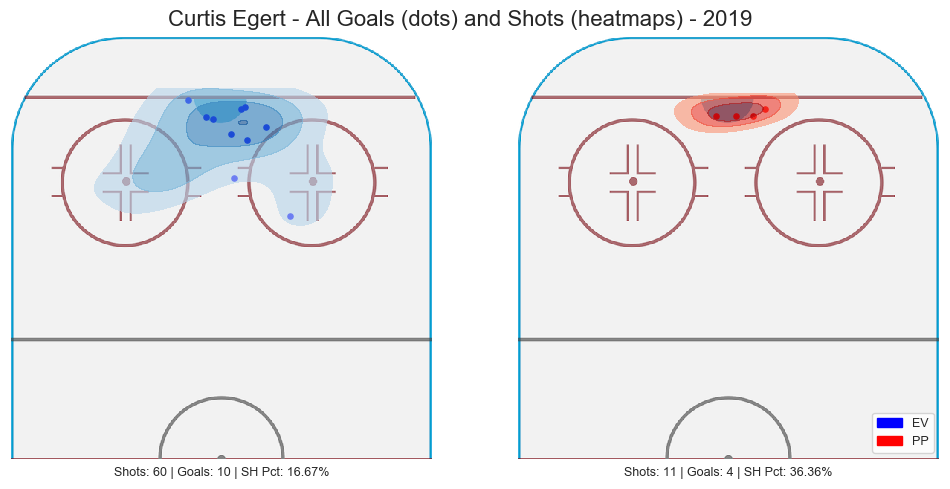 Curtis Egert - All Goals (dots) and Shots (heatmaps) - 2019
EV
PP
Shots: 60 | Goals: 10 | SH Pct: 16.67%
Shots: 11 | Goals: 4 | SH Pct: 36.36%